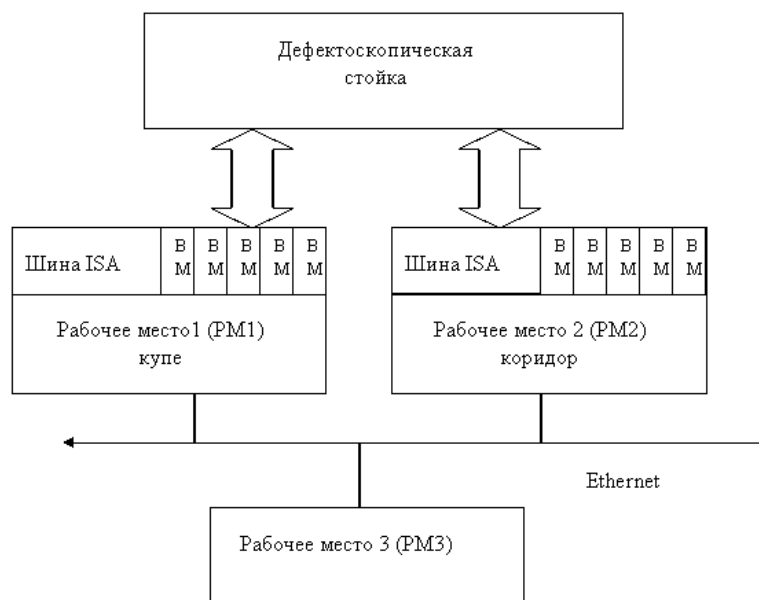 Дефектоскопическая
стойка
Шина ISA
В М
В М
В М
В М
В М
Шина ISA
В М
В М
В М
В М
В М
Рабочее место1 (РМ1)
купе
Рабочее место 2 (РМ2)
коридор
Ethernet
Рабочее место 3 (РМ3)